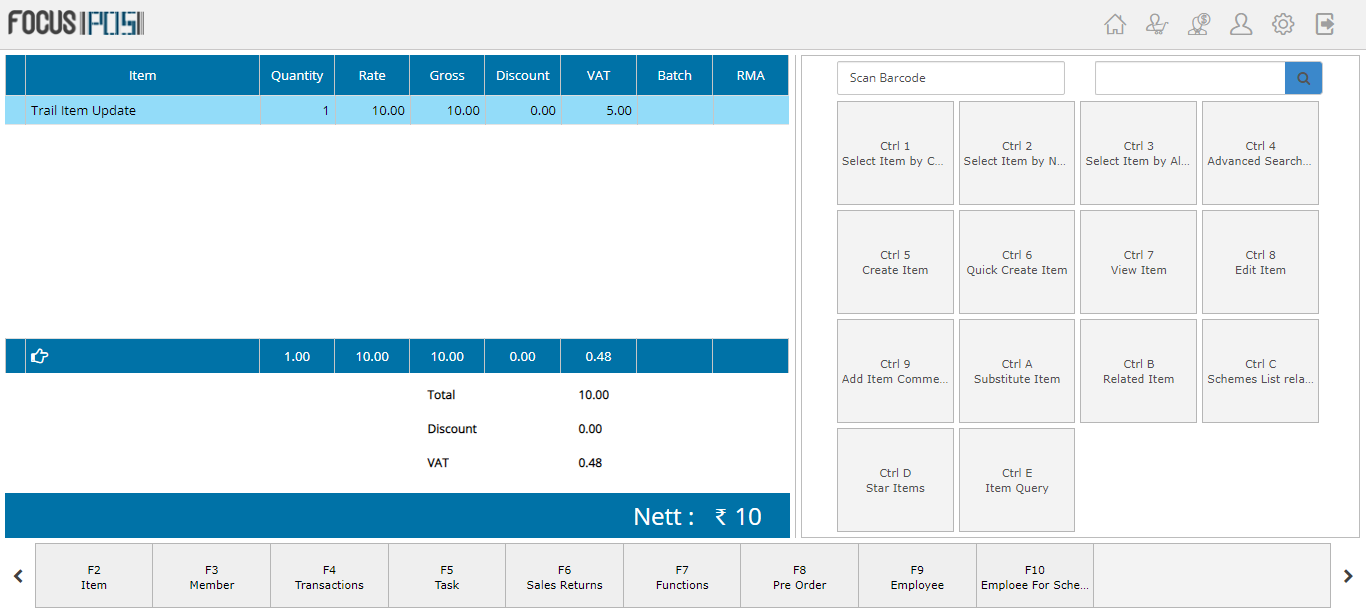 FOCUS POS
Item Quantity Rate Gross Discount VAT Batch RMA
Trail Item Update 1 10.00 10.00 0.00 5.00
1.00 10.00 10.00 0.00 0.48
Total 10.00
Discount 0.00
VAT 0.48
Nett : ₹ 10
Scan Barcode
Ctrl 1
Select Item by C...
Ctrl 2
Select Item by N...
Ctrl 3
Select Item by Al...
Ctrl 4
Advanced Search...
Ctrl 5
Create Item
Ctrl 6
Quick Create Item
Ctrl 7
View Item
Ctrl 8
Edit Item
Ctrl 9
Add Item Comme...
Ctrl A
Substitute Item
Ctrl B
Related Item
Ctrl C
Schemes List rela...
Ctrl D
Star Items
Ctrl E
Item Query
F2
Item
F3
Member
F4
Transactions
F5
Task
F6
Sales Returns
F7
Functions
F8
Pre Order
F9
Employee
F10
Emploee For Sche...